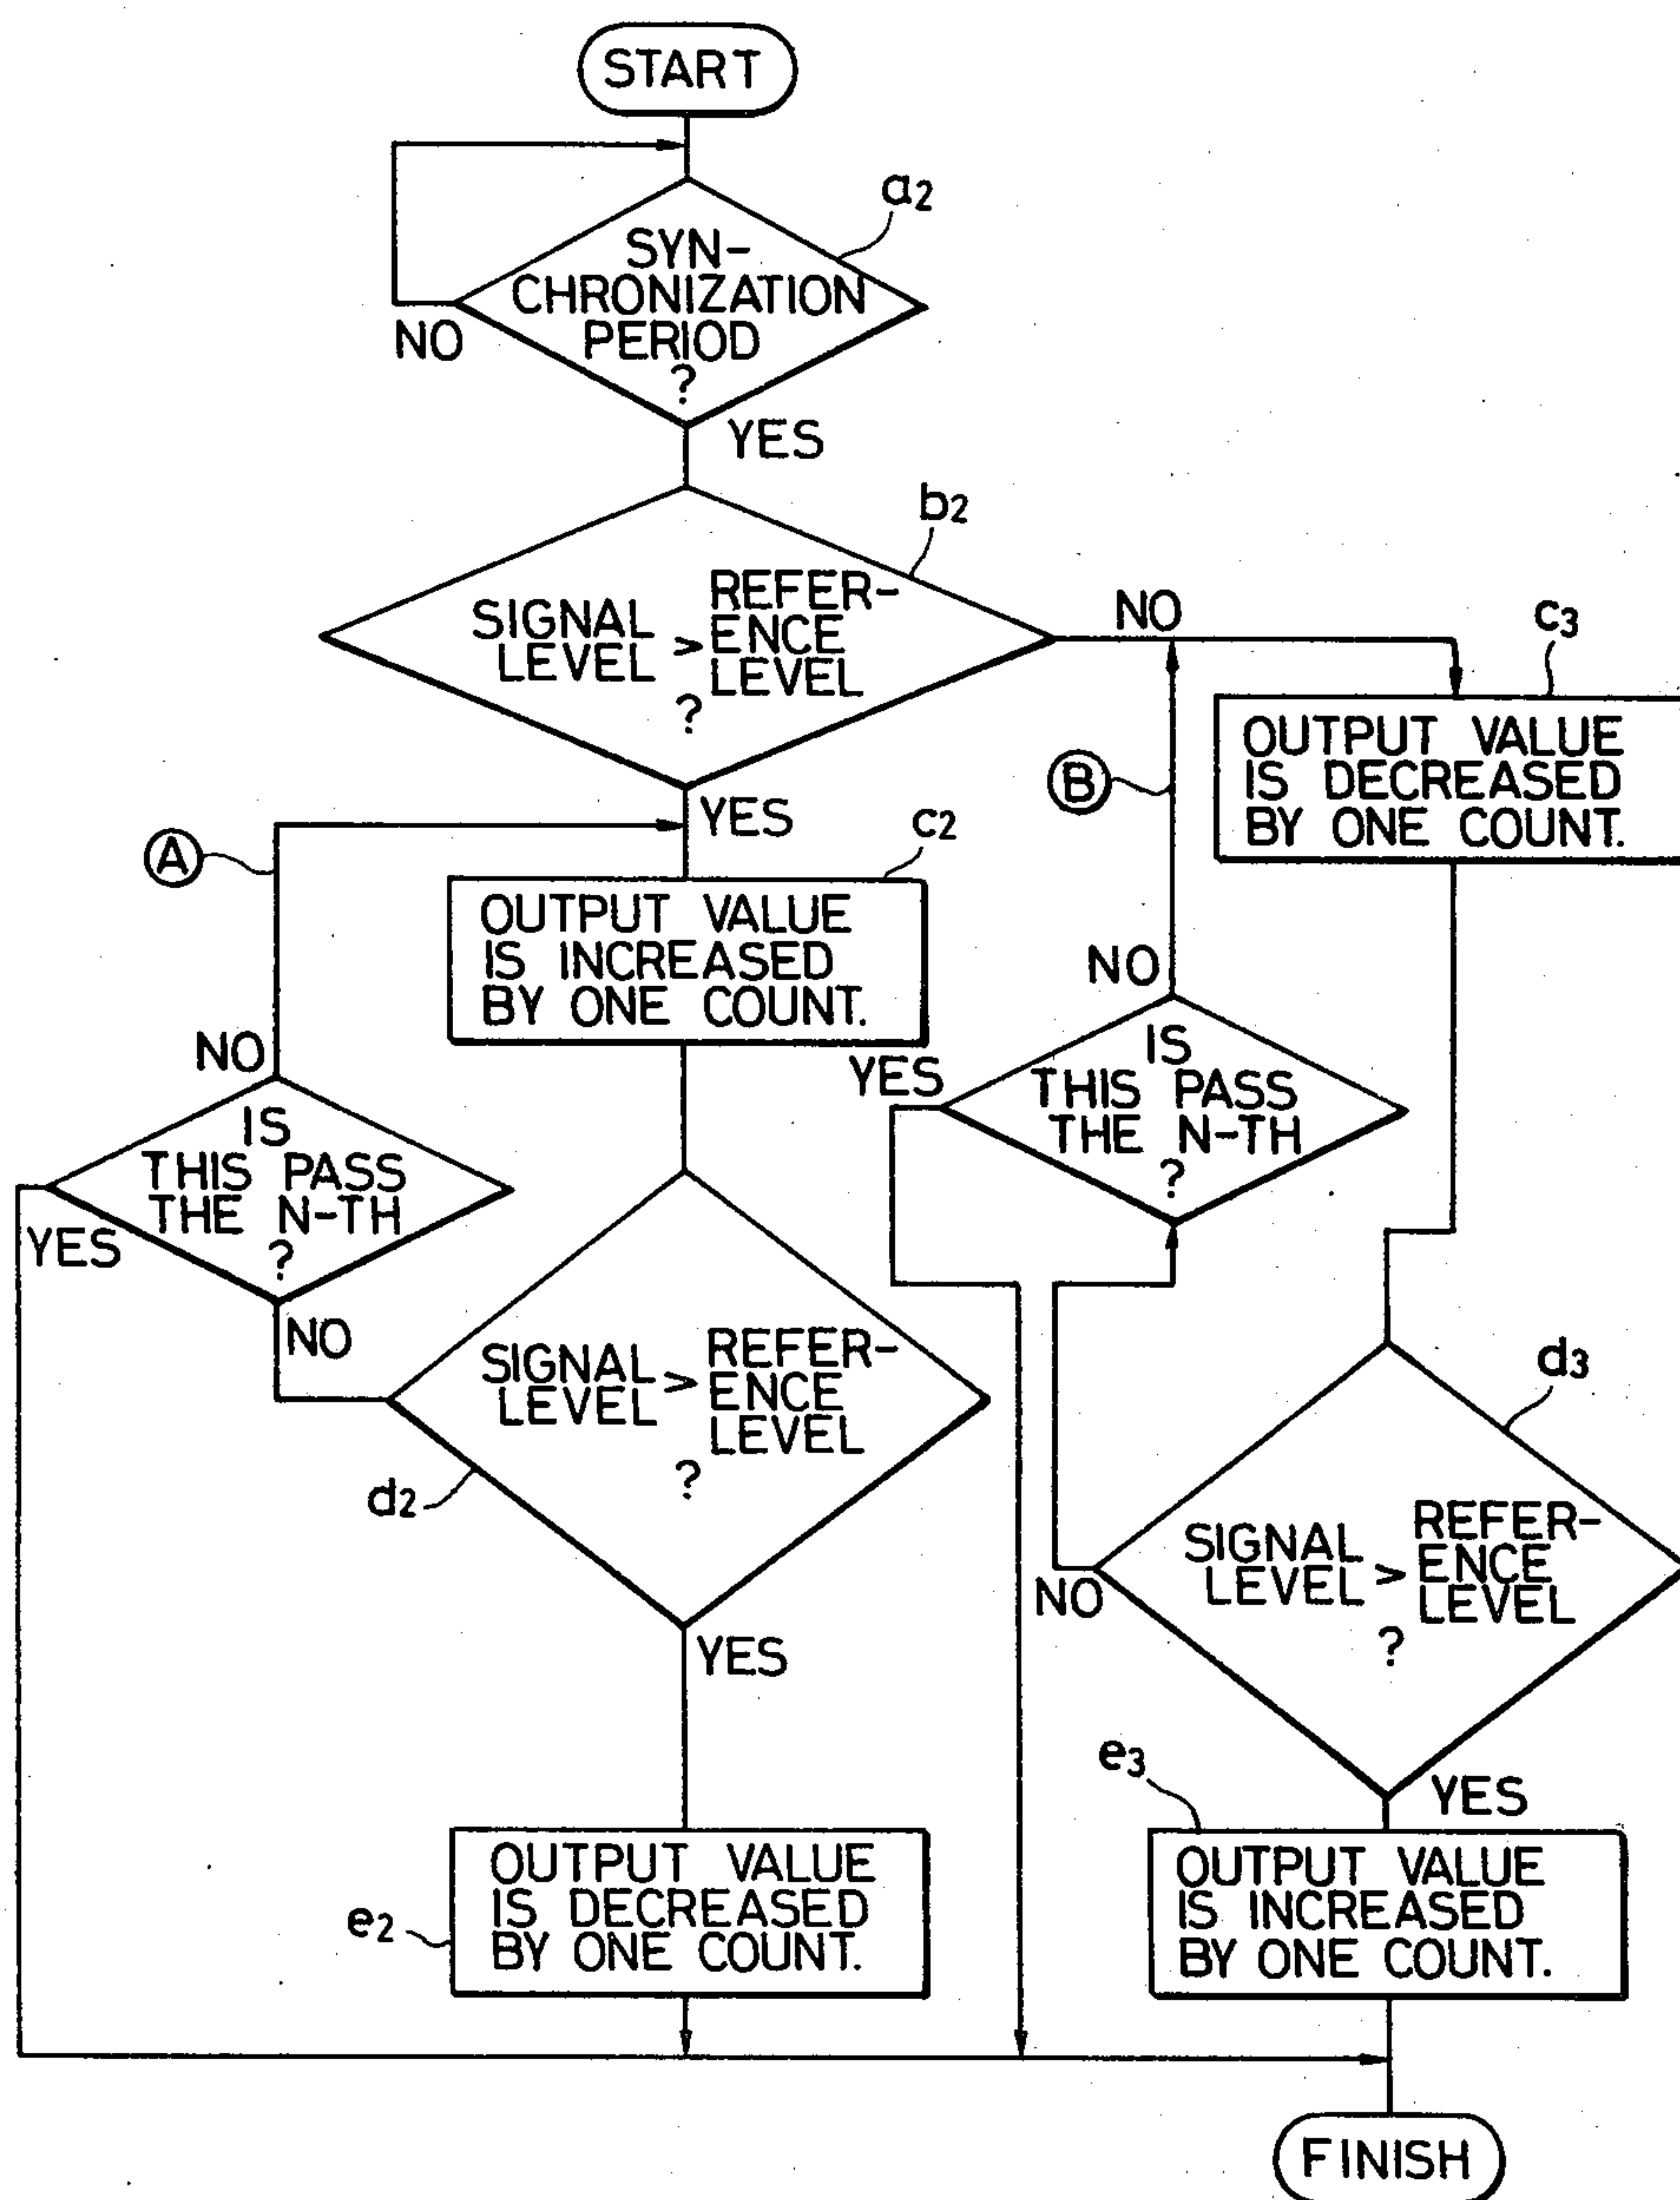 START
a2
SYN-
CHRONIZATION
PERIOD
?
NO
YES
b2
SIGNAL
LEVEL
>
REFER-
ENCE
LEVEL
?
NO
YES
c3
OUTPUT VALUE
IS DECREASED
BY ONE COUNT.
B
A
c2
OUTPUT VALUE
IS INCREASED
BY ONE COUNT.
NO
IS
THIS PASS
THE N-TH
?
YES
NO
IS
THIS PASS
THE N-TH
?
YES
NO
SIGNAL
LEVEL
>
REFER-
ENCE
LEVEL
?
d2
YES
d3
SIGNAL
LEVEL
>
REFER-
ENCE
LEVEL
?
NO
YES
e2
OUTPUT VALUE
IS DECREASED
BY ONE COUNT.
e3
OUTPUT VALUE
IS INCREASED
BY ONE COUNT.
FINISH